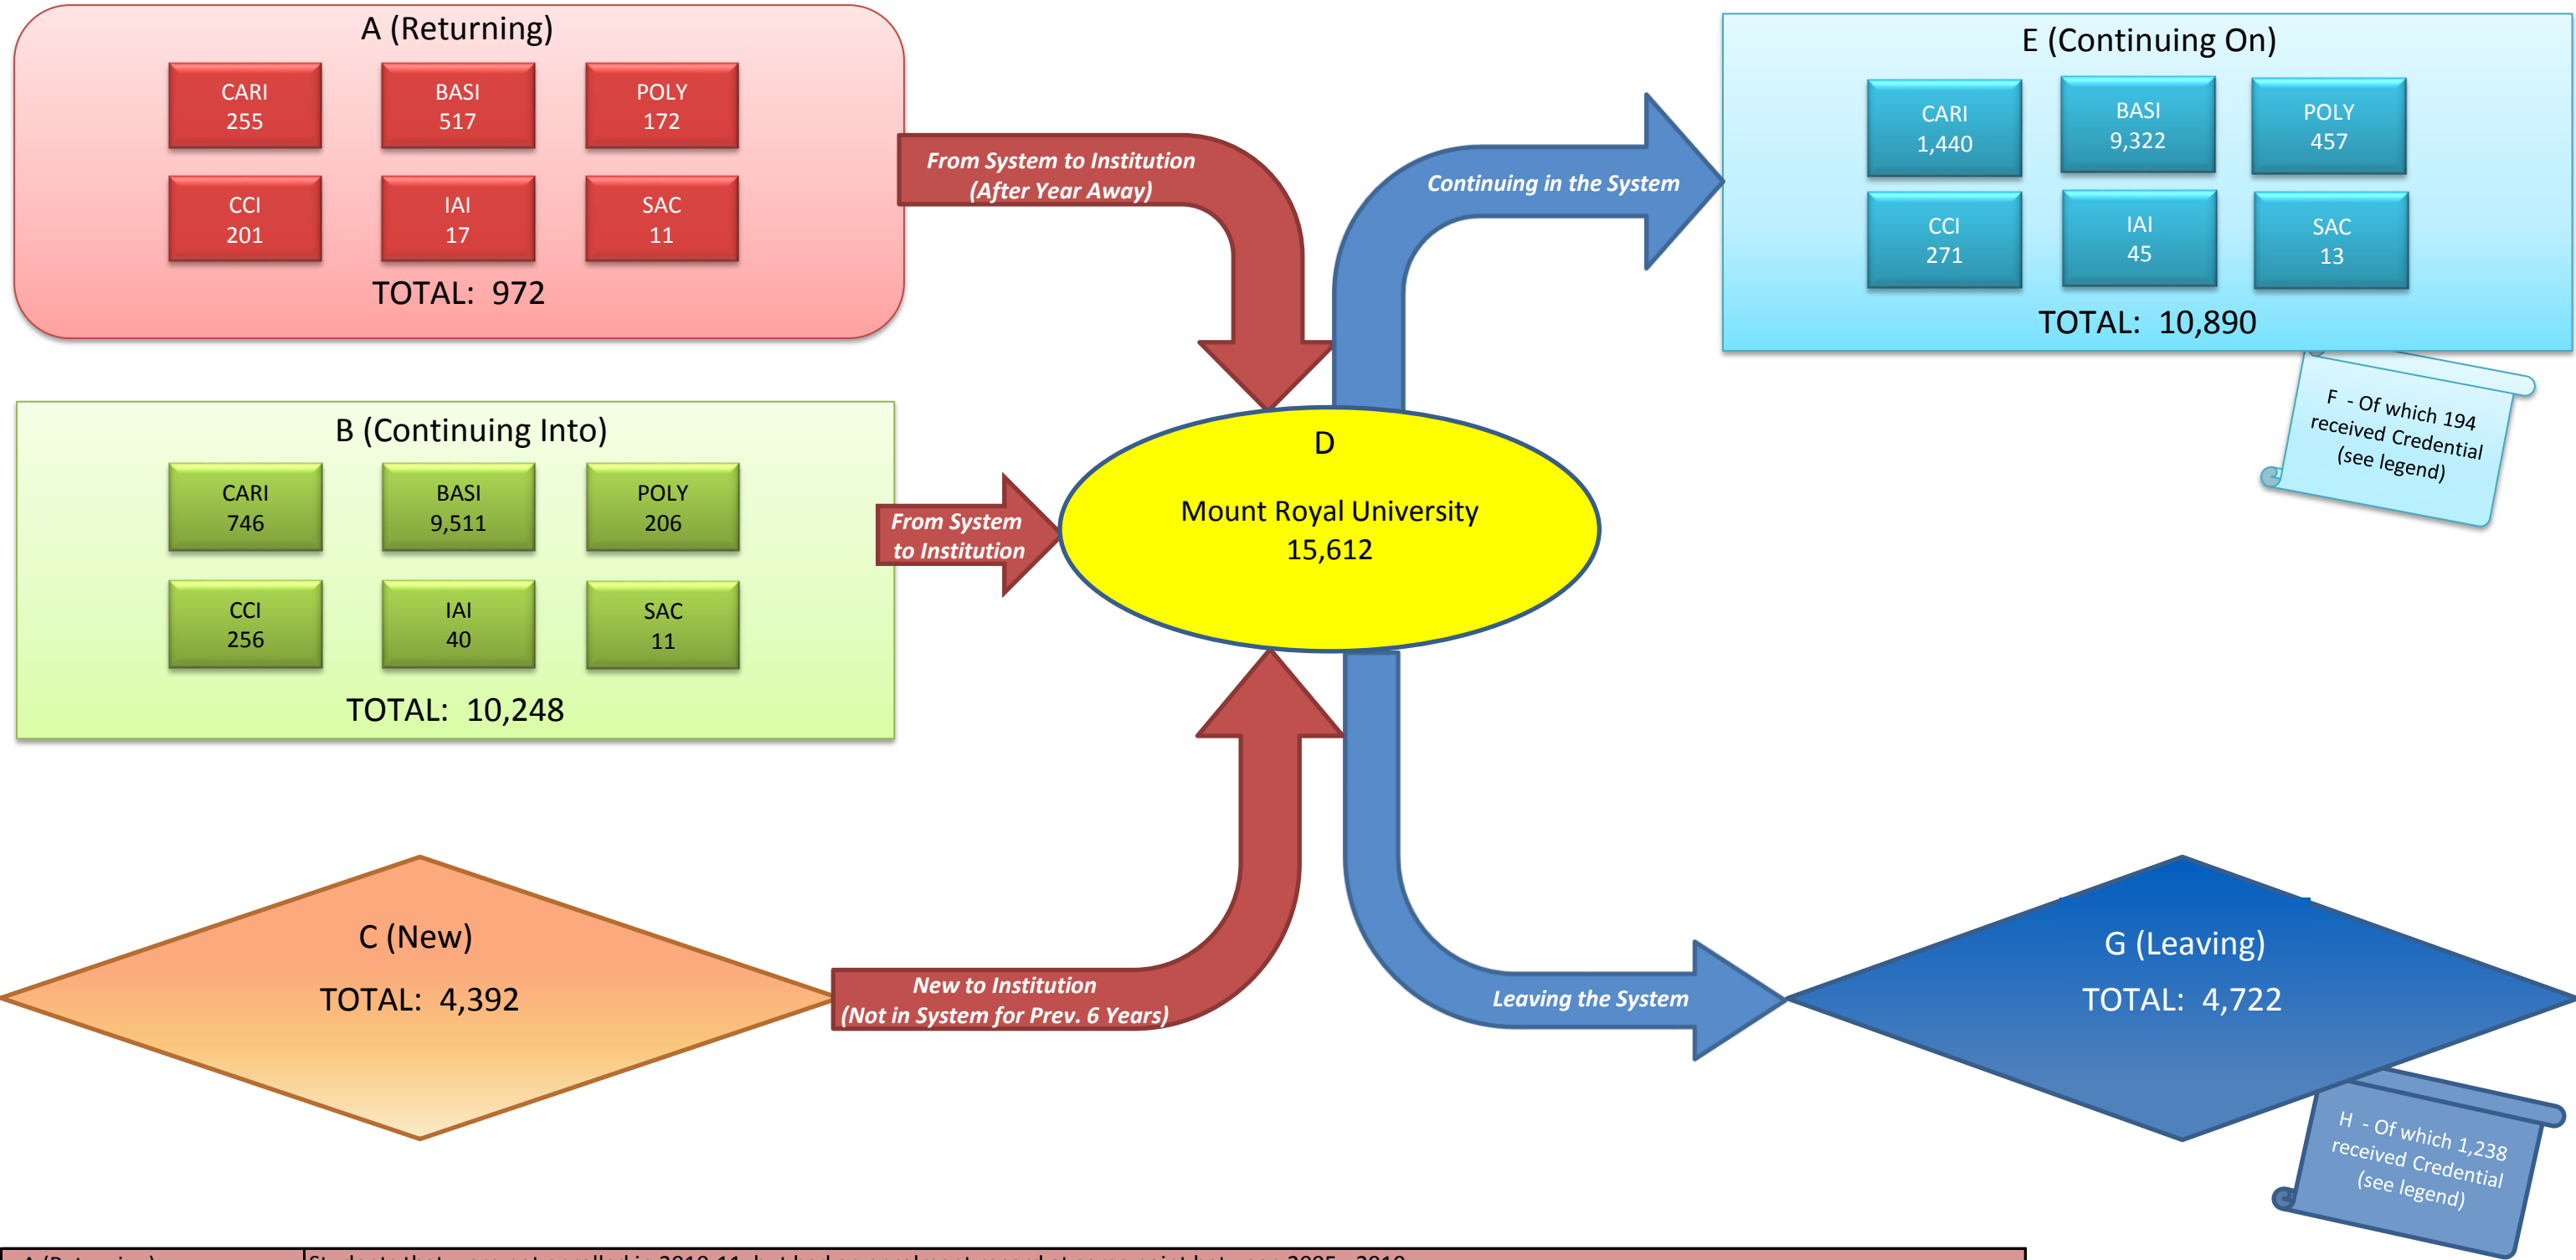 A (Returning)
CARI
255
BASI
517
POLY
172
CCI
201
IAI
17
SAC
11
TOTAL: 972
From System to Institution
(After Year Away)
Continuing in the System
E (Continuing On)
CARI
1,440
BASI
9,322
POLY
457
CCI
271
IAI
45
SAC
13
TOTAL: 10,890
F - Of which 194
received Credential
(see legend)
B (Continuing Into)
CARI
746
BASI
9,511
POLY
206
CCI
256
IAI
40
SAC
11
TOTAL: 10,248
From System
to Institution
D
Mount Royal University
15,612
C (New)
TOTAL: 4,392
New to Institution
(Not in System for Prev. 6 Years)
Leaving the System
G (Leaving)
TOTAL: 4,722
H - Of which 1,238
received Credential
(see legend)